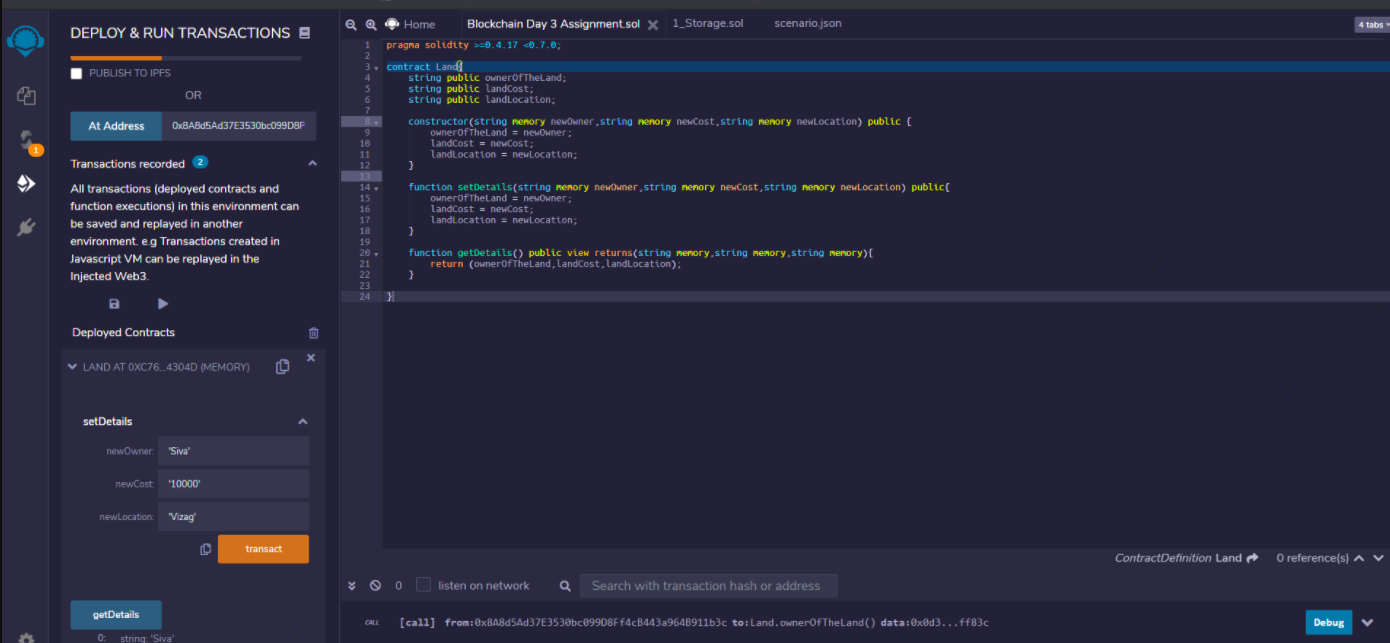 DEPLOY & RUN TRANSACTIONS
PUBLISH TO IPFS
OR
At Address 0x8A8d5Ad37E3530bc099D8F
Transactions recorded 2
All transactions (deployed contracts and
function executions) in this environment can
be saved and replayed in another
environment. e.g Transactions created in
Javascript VM can be replayed in the
Injected Web3.
Deployed Contracts
LAND AT 0XC76...4304D (MEMORY)
setDetails
newOwner: 'Siva'
newCost: '10000'
newLocation: 'Vizag'
transact
getDetails
0: string: 'Siva'
1
Home Blockchain Day 3 Assignment.sol 1_Storage.sol scenario.json 4 tabs
1 pragma solidity >=0.4.17 <0.7.0;
2
3 contract Land{
4 string public ownerOfTheLand;
5 string public landCost;
6 string public landLocation;
7
8 constructor(string memory newOwner,string memory newCost,string memory newLocation) public {
9 ownerOfTheLand = newOwner;
10 landCost = newCost;
11 landLocation = newLocation;
12 }
13
14 function setDetails(string memory newOwner,string memory newCost,string memory newLocation) public{
15 ownerOfTheLand = newOwner;
16 landCost = newCost;
17 landLocation = newLocation;
18 }
19
20 function getDetails() public view returns(string memory,string memory,string memory){
21 return (ownerOfTheLand,landCost,landLocation);
22 }
23
24 }
ContractDefinition Land 0 reference(s)
0 listen on network Search with transaction hash or address
CALL [call] from:0x8A8d5Ad37E3530bc099D8Ff4cB443a964B911b3c to:Land.ownerOfTheLand() data:0x0d3...ff83c Debug